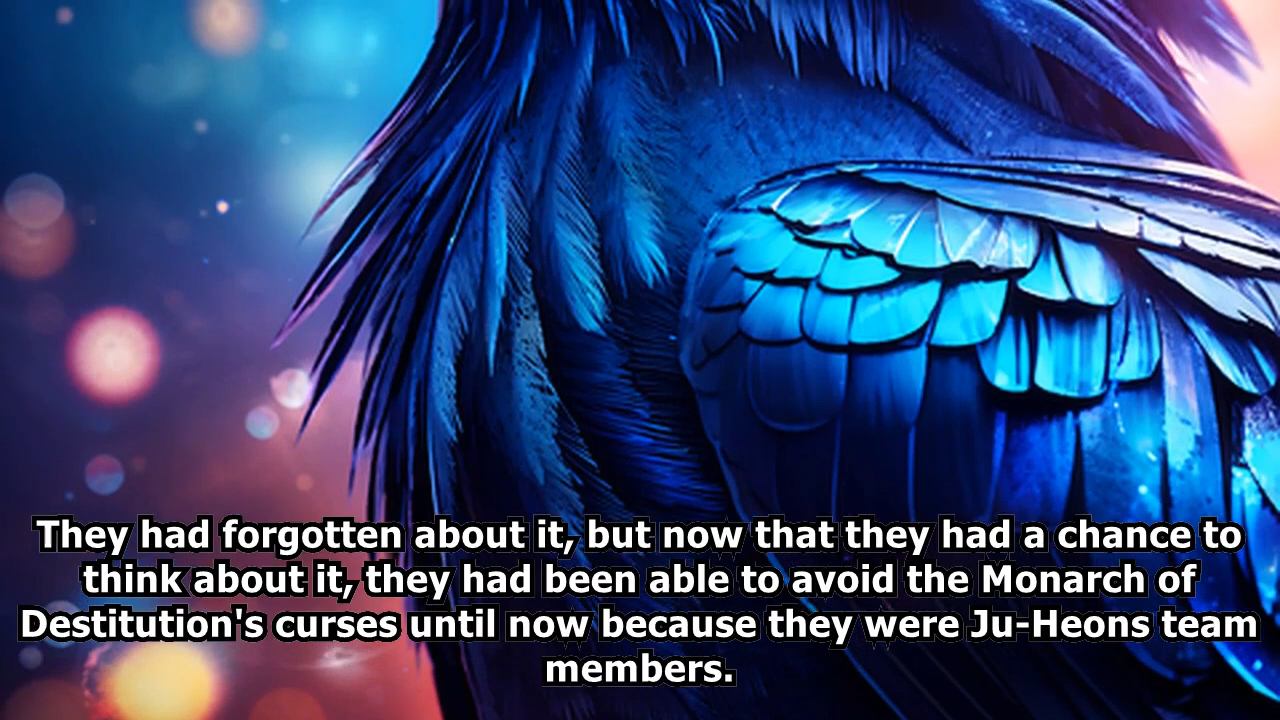 They had forgotten about it, but now that they had a chance to
think about it, they had been able to avoid the Monarch of
Destitution's curses until now because they were Ju-Heons team
members.